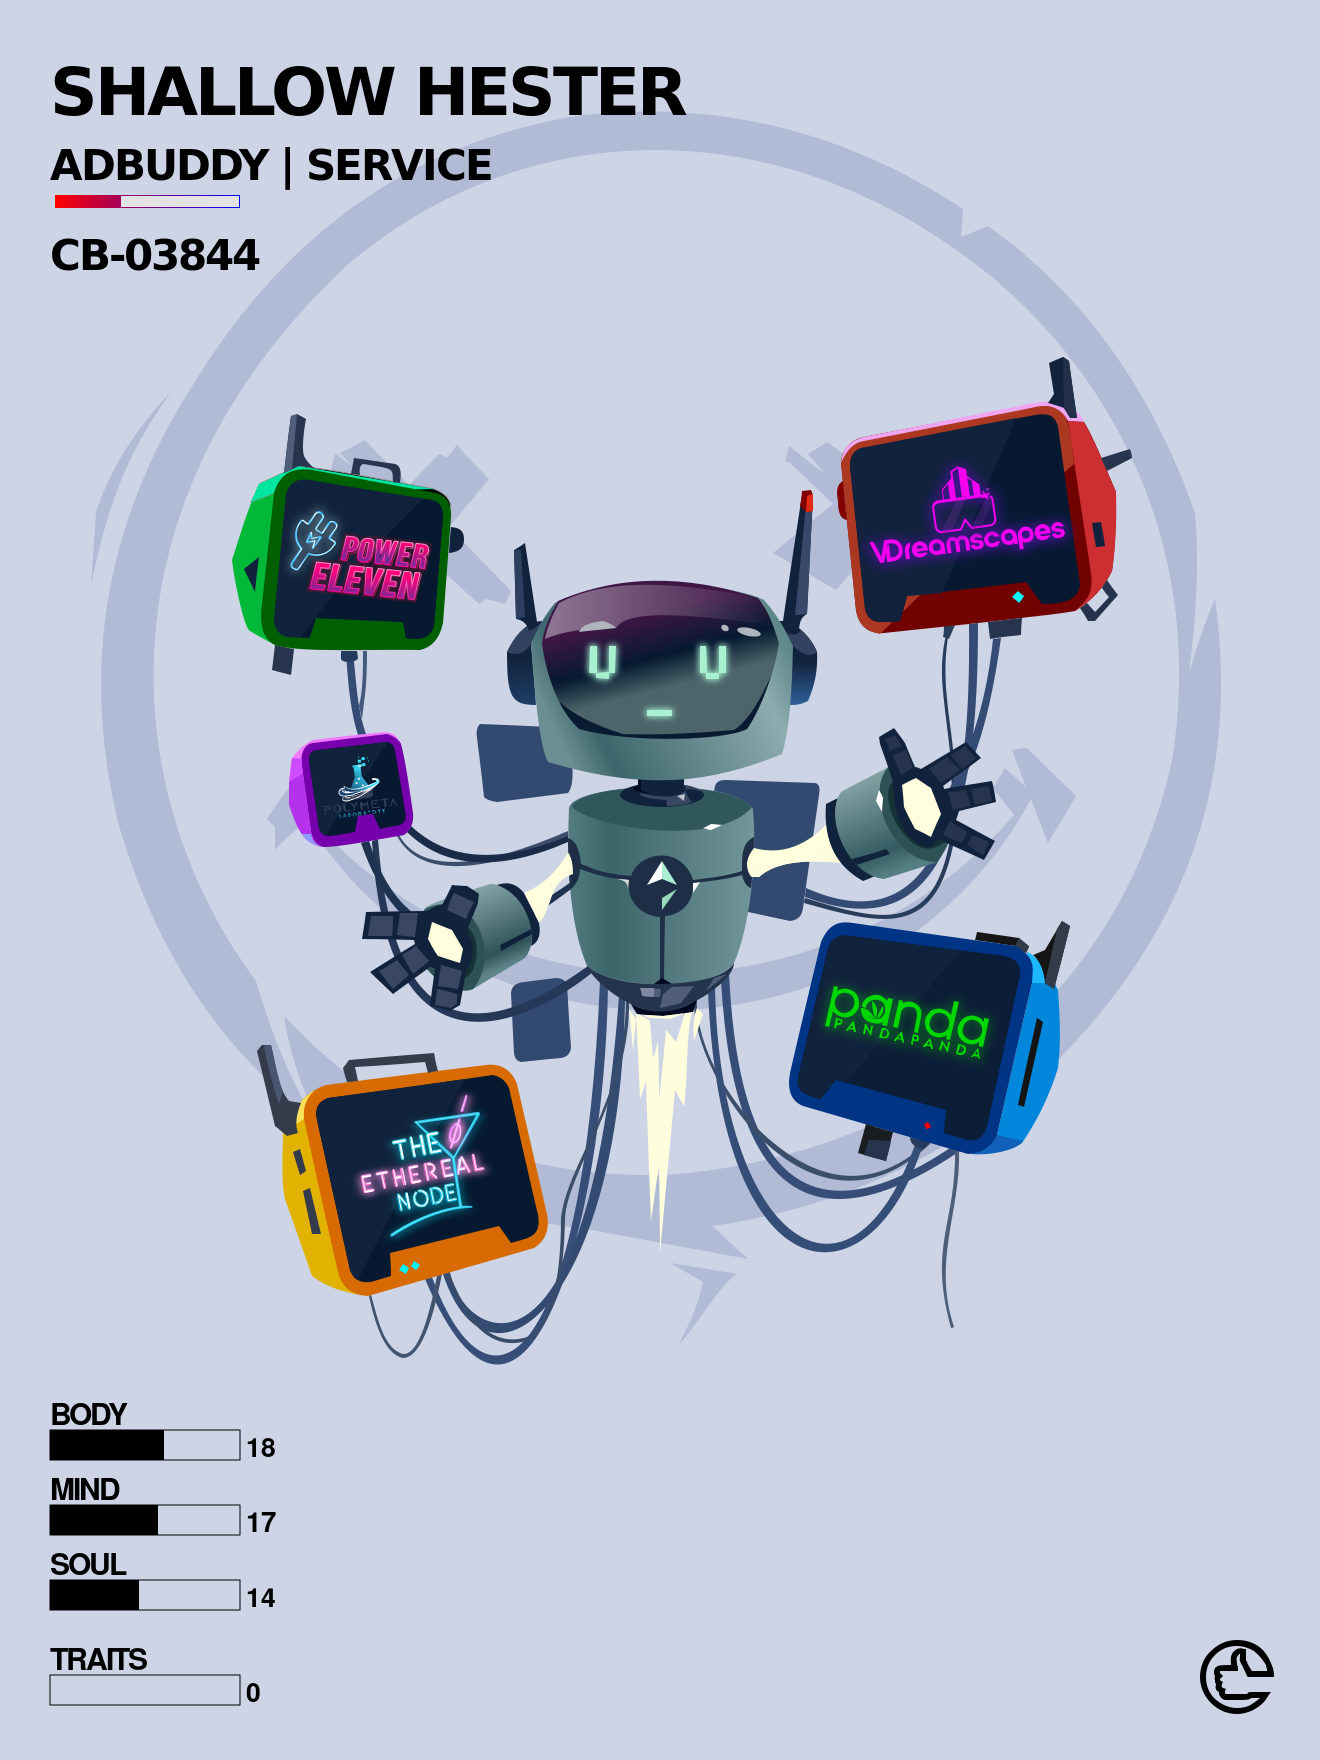 SHALLOW HESTER
ADBUDDY | SERVICE
CB-03844
POWER
ELEVEN
VDreamscapes
POLYMETA
LABORATORY
panda
PANDAPANDA
THE
ETHEREAL
NODE
BODY
18
MIND
17
SOUL
14
TRAITS
0